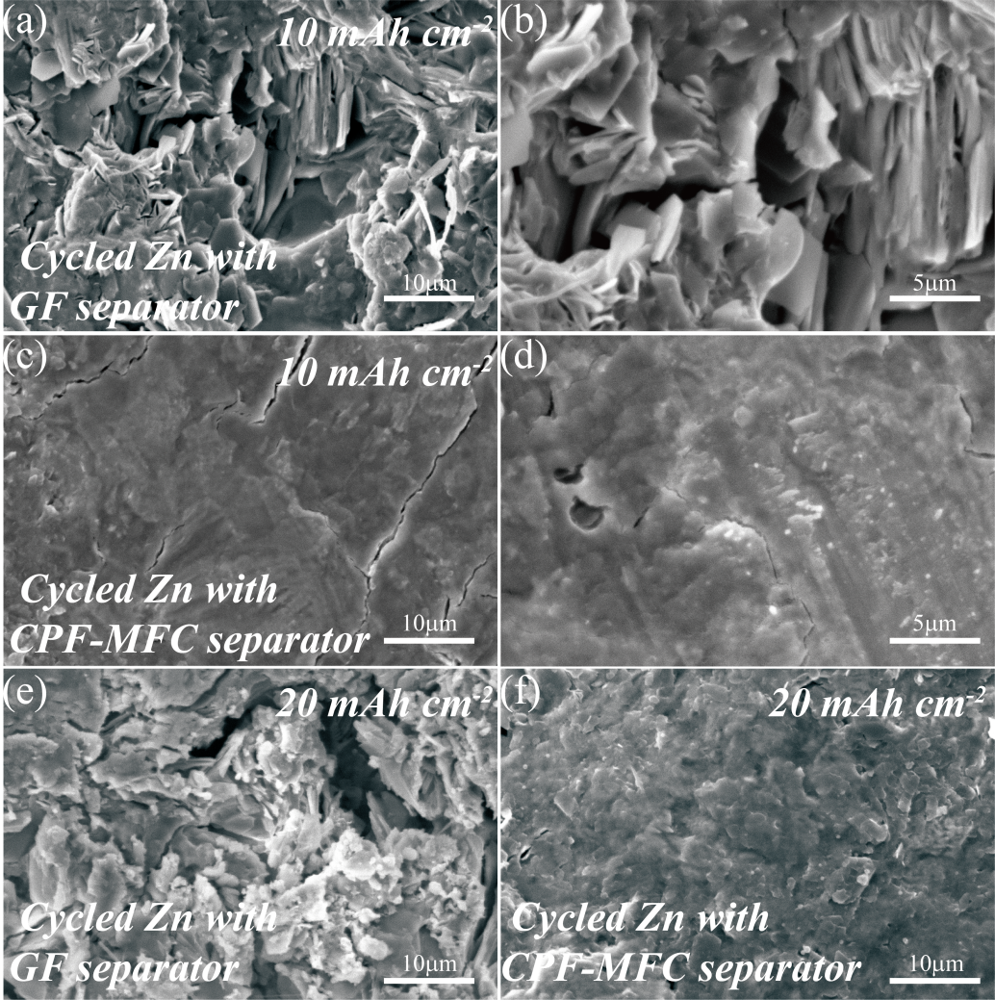 (a)
10 mAh cm-2
Cycled Zn with
GF separator
10μm
(b)
5μm
(c)
10 mAh cm-2
Cycled Zn with
CPF-MFC separator
10μm
(d)
5μm
(e)
20 mAh cm-2
Cycled Zn with
GF separator
10μm
(f)
20 mAh cm-2
Cycled Zn with
CPF-MFC separator
10μm